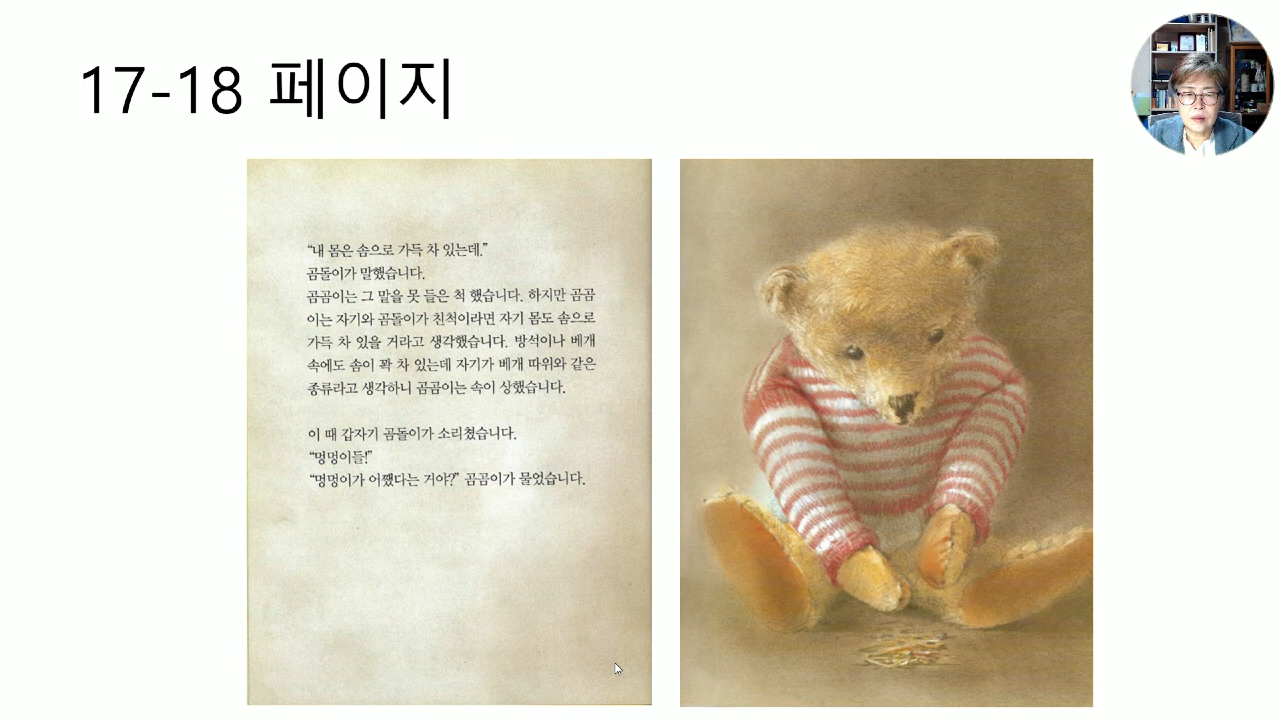 17-18 페이지
“내 몸은 솜으로 가득 차 있는데.”
곰돌이가 말했습니다.
곰곰이는 그 말을 못 들은 척 했습니다. 하지만 곰곰
이는 자기와 곰돌이가 친척이라면 자기 몸도 솜으로
가득 차 있을 거라고 생각했습니다. 방석이나 베개
속에도 솜이 꽉 차 있는데 자기가 베개 따위와 같은
종류라고 생각하니 곰곰이는 속이 상했습니다.
이 때 갑자기 곰돌이가 소리쳤습니다.
“멍멍이들!”
“멍멍이가 어쨌다는 거야?” 곰곰이가 물었습니다.